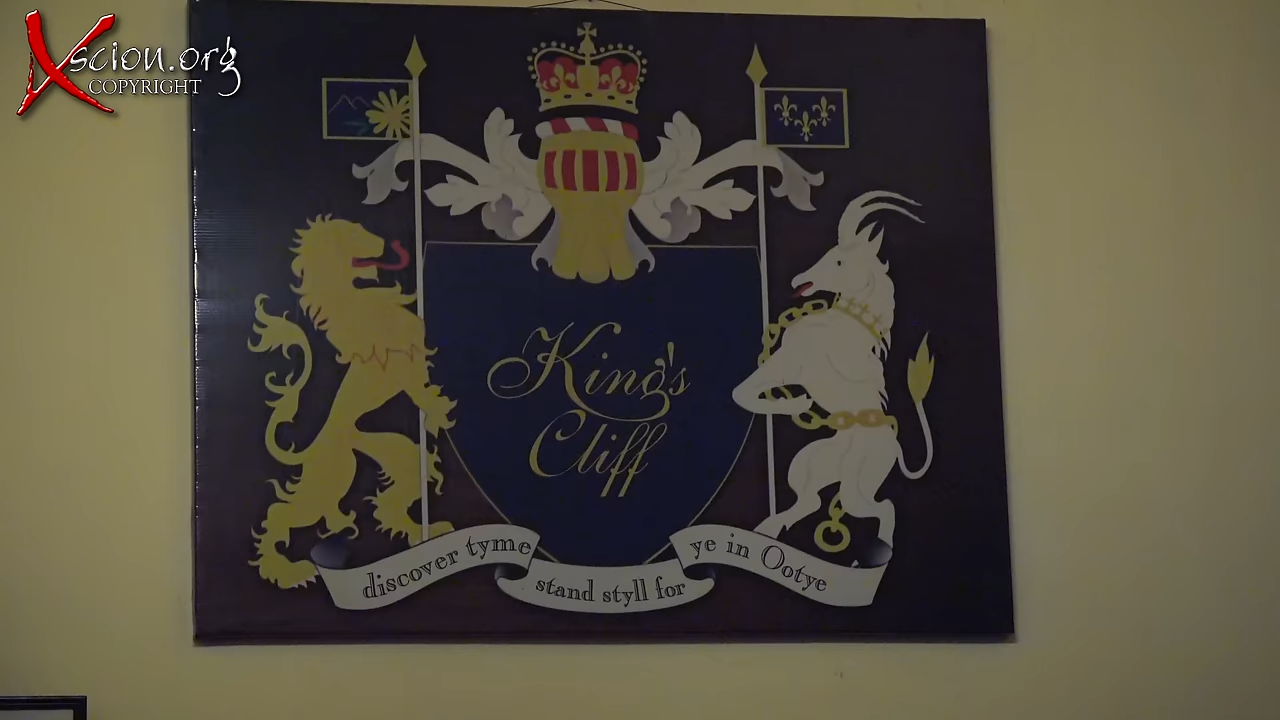 Xscion.org
COPYRIGHT
King's
Cliff
discover tyme
stand styll for
ye in Ootye